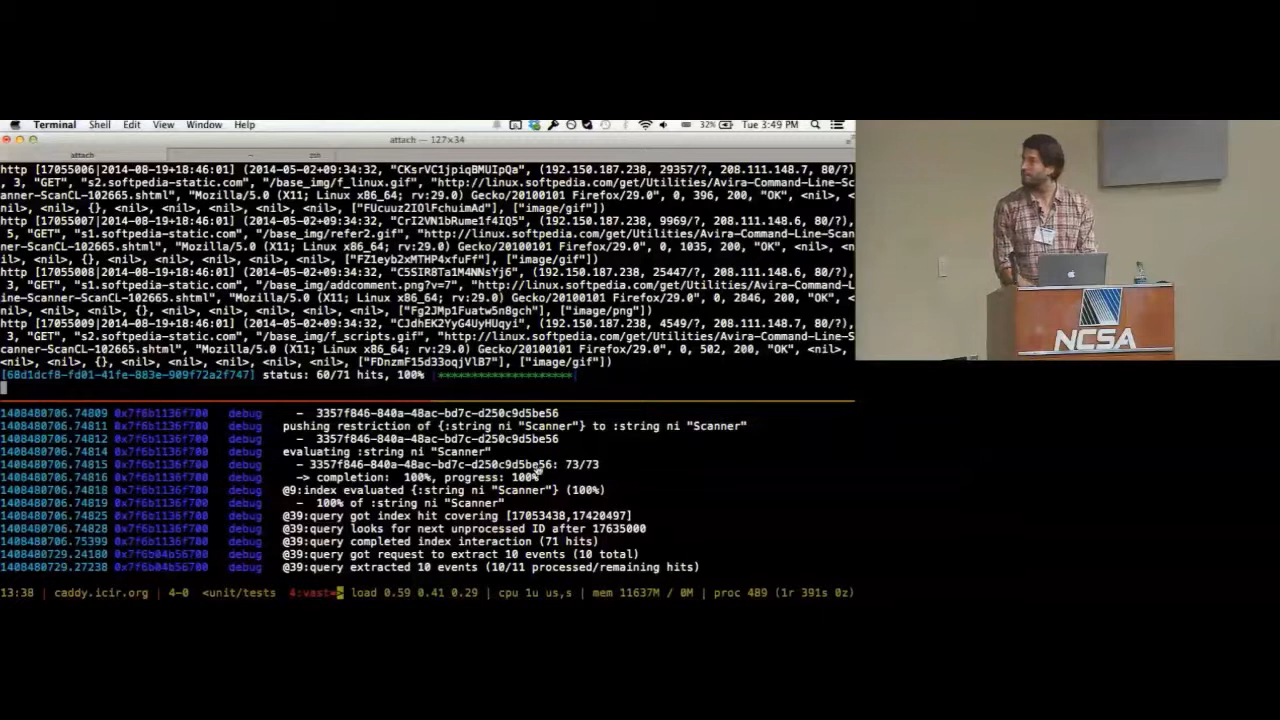 Terminal Shell Edit View Window Help 32% Tue 3:49 PM
attach — 127×34
attach
zsh
http [17055006|2014-08-19+18:46:01] (2014-05-02+09:34:32, "CKsrVC1jpiqBMUIpQa", (192.150.187.238, 29357/?, 208.111.148.7, 80/?)
, 3, "GET", "s2.softpedia-static.com", "/base_img/f_linux.gif", "http://linux.softpedia.com/get/Utilities/Avira-Command-Line-Sc
anner-ScanCL-102665.shtml", "Mozilla/5.0 (X11; Linux x86_64; rv:29.0) Gecko/20100101 Firefox/29.0", 0, 396, 200, "OK", <nil>, <
nil>, <nil>, {}, <nil>, <nil>, <nil>, <nil>, ["FUcuuz2IOlFchuimAd"], ["image/gif"])
http [17055007|2014-08-19+18:46:01] (2014-05-02+09:34:32, "CrI2VN1bRume1f4IQ5", (192.150.187.238, 9969/?, 208.111.148.6, 80/?),
5, "GET", "s1.softpedia-static.com", "/base_img/refer2.gif", "http://linux.softpedia.com/get/Utilities/Avira-Command-Line-Scan
ner-ScanCL-102665.shtml", "Mozilla/5.0 (X11; Linux x86_64; rv:29.0) Gecko/20100101 Firefox/29.0", 0, 1035, 200, "OK", <nil>, <n
il>, <nil>, {}, <nil>, <nil>, <nil>, <nil>, ["FZ1eyb2xMTHP4xfuFf"], ["image/gif"])
http [17055008|2014-08-19+18:46:01] (2014-05-02+09:34:32, "C5SIR8Ta1M4NNsYj6", (192.150.187.238, 25447/?, 208.111.148.6, 80/?)
, 3, "GET", "s1.softpedia-static.com", "/base_img/addcomment.png?v=7", "http://linux.softpedia.com/get/Utilities/Avira-Command-L
ine-Scanner-ScanCL-102665.shtml", "Mozilla/5.0 (X11; Linux x86_64; rv:29.0) Gecko/20100101 Firefox/29.0", 0, 2846, 200, "OK", <
nil>, <nil>, <nil>, {}, <nil>, <nil>, <nil>, <nil>, ["Fg2JMp1Fuatw5n8gch"], ["image/png"])
http [17055009|2014-08-19+18:46:01] (2014-05-02+09:34:32, "CJdhEK2YyG4UyHUqyi", (192.150.187.238, 4549/?, 208.111.148.6, 80/?),
3, "GET", "s2.softpedia-static.com", "/base_img/f_scripts.gif", "http://linux.softpedia.com/get/Utilities/Avira-Command-Line-S
canner-ScanCL-102665.shtml", "Mozilla/5.0 (X11; Linux x86_64; rv:29.0) Gecko/20100101 Firefox/29.0", 0, 502, 200, "OK", <nil>,
<nil>, <nil>, {}, <nil>, <nil>, <nil>, <nil>, ["FDnzmF15d33oqjVlB7"], ["image/gif"])
[68d1dcf8-fd01-41fe-883e-909f72a2f747] status: 60/71 hits, 100% |********************|
1408480706.74809 0x7f6b1136f700 debug - 3357f846-840a-48ac-bd7c-d250c9d5be56
pushing restriction of {:string ni "Scanner"} to :string ni "Scanner"
1408480706.74811 0x7f6b1136f700 debug
1408480706.74812 0x7f6b1136f700 debug - 3357f846-840a-48ac-bd7c-d250c9d5be56
1408480706.74814 0x7f6b1136f700 debug evaluating :string ni "Scanner"
1408480706.74815 0x7f6b1136f700 debug - 3357f846-840a-48ac-bd7c-d250c9d5be56: 73/73
1408480706.74816 0x7f6b1136f700 debug -> completion: 100%, progress: 100%
1408480706.74818 0x7f6b1136f700 debug @9:index evaluated {:string ni "Scanner"} (100%)
1408480706.74819 0x7f6b1136f700 debug - 100% of :string ni "Scanner"
1408480706.74825 0x7f6b1136f700 debug @39:query got index hit covering [17053438,17420497]
1408480706.74828 0x7f6b1136f700 debug @39:query looks for next unprocessed ID after 17635000
1408480706.75399 0x7f6b1136f700 debug @39:query completed index interaction (71 hits)
1408480729.24180 0x7f6b04b56700 debug @39:query got request to extract 10 events (10 total)
1408480729.27238 0x7f6b04b56700 debug @39:query extracted 10 events (10/11 processed/remaining hits)
13:38 | caddy.icir.org | 4-0 <unit/tests 4:vast*> load 0.59 0.41 0.29 | cpu 1u us,s | mem 11637M / 0M | proc 489 (1r 391s 0z)
NCSA